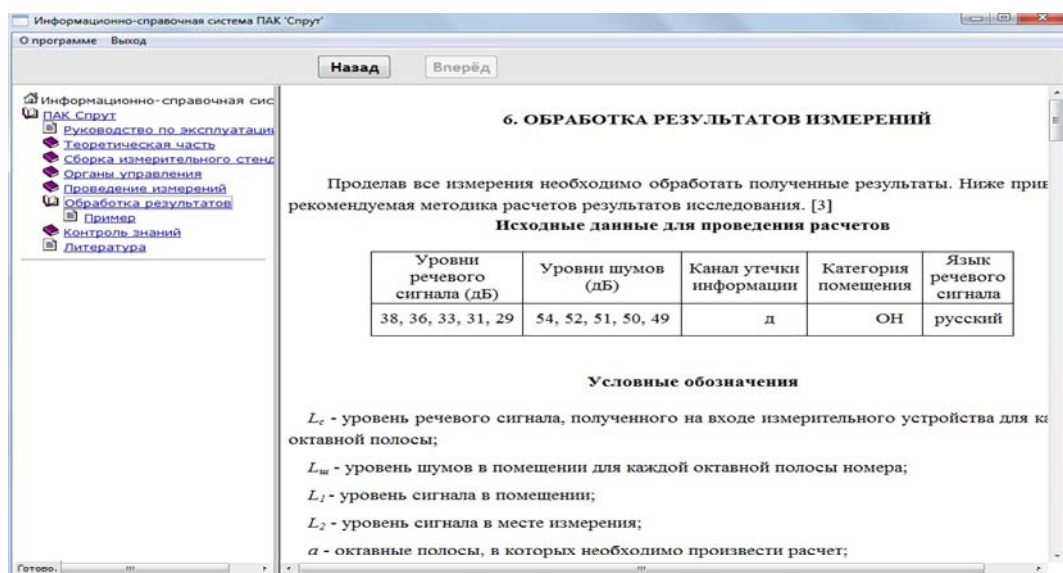 Информационно-справочная система ПАК 'Спрут'
О программе Выход
Назад Вперёд
Информационно-справочная сис
ПАК Спрут
Руководство по эксплуатации
Теоретическая часть
Сборка измерительного стенд
Органы управления
Проведение измерений
Обработка результатов
Пример
Контроль знаний
Литература
Готово.
6. ОБРАБОТКА РЕЗУЛЬТАТОВ ИЗМЕРЕНИЙ
Проделав все измерения необходимо обработать полученные результаты. Ниже прив
рекомендуемая методика расчетов результатов исследования. [3]
Исходные данные для проведения расчетов
Уровни речевого сигнала (дБ) Уровни шумов (дБ) Канал утечки информации Категория помещения Язык речевого сигнала
38, 36, 33, 31, 29 54, 52, 51, 50, 49 д ОН русский
Условные обозначения
Lс - уровень речевого сигнала, полученного на входе измерительного устройства для ка
октавной полосы;
Lш - уровень шумов в помещении для каждой октавной полосы номера;
L1 - уровень сигнала в помещении;
L2 - уровень сигнала в месте измерения;
a - октавные полосы, в которых необходимо произвести расчет;